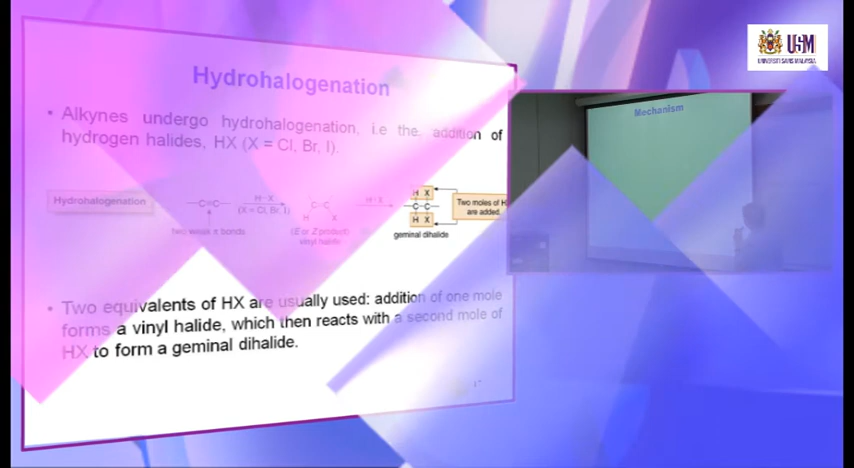 USM
UNIVERSITI SAINS MALAYSIA
Hydrohalogenation
• Alkynes undergo hydrohalogenation, i.e the addition of
hydrogen halides, HX (X = Cl, Br, I).
Mechanism
Hydrohalogenation
—C≡C—
H-X
(X = Cl, Br, I)
two weak π bonds
H X
(E or Z product)
vinyl halide
H-X
H X
–C–C–
H X
geminal dihalide
Two moles of H
are added
• Two equivalents of HX are usually used: addition of one mole
forms a vinyl halide, which then reacts with a second mole of
HX to form a geminal dihalide.